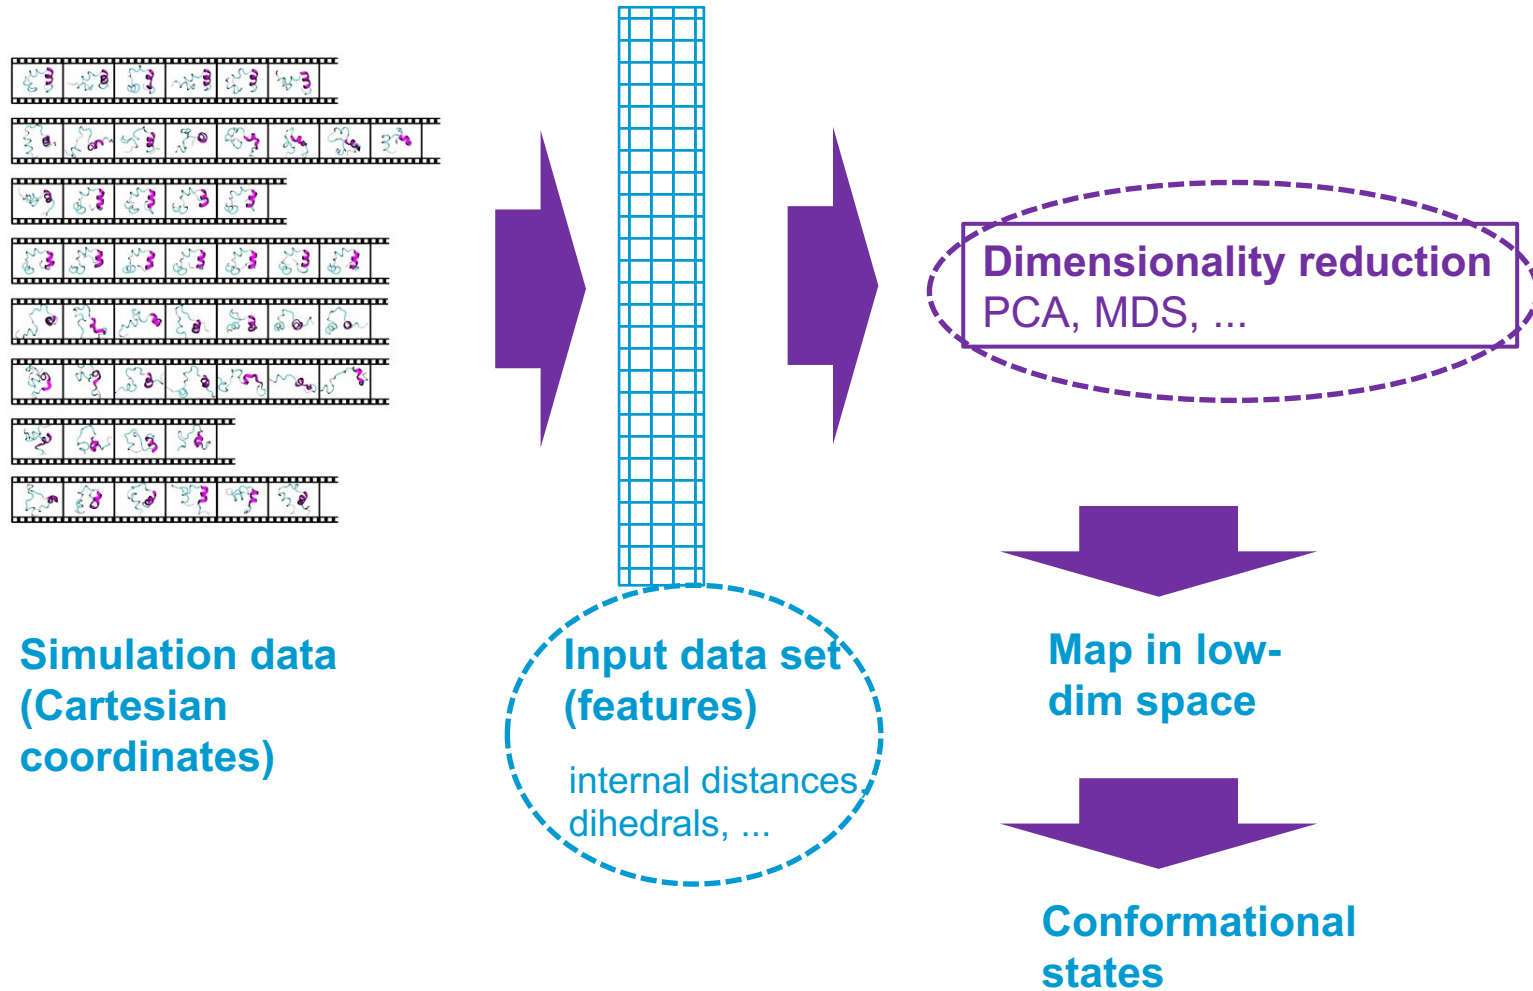 Simulation data
(Cartesian
coordinates)
Input data set
(features)
internal distances,
dihedrals, ...
Dimensionality reduction
PCA, MDS, ...
Map in low-
dim space
Conformational
states